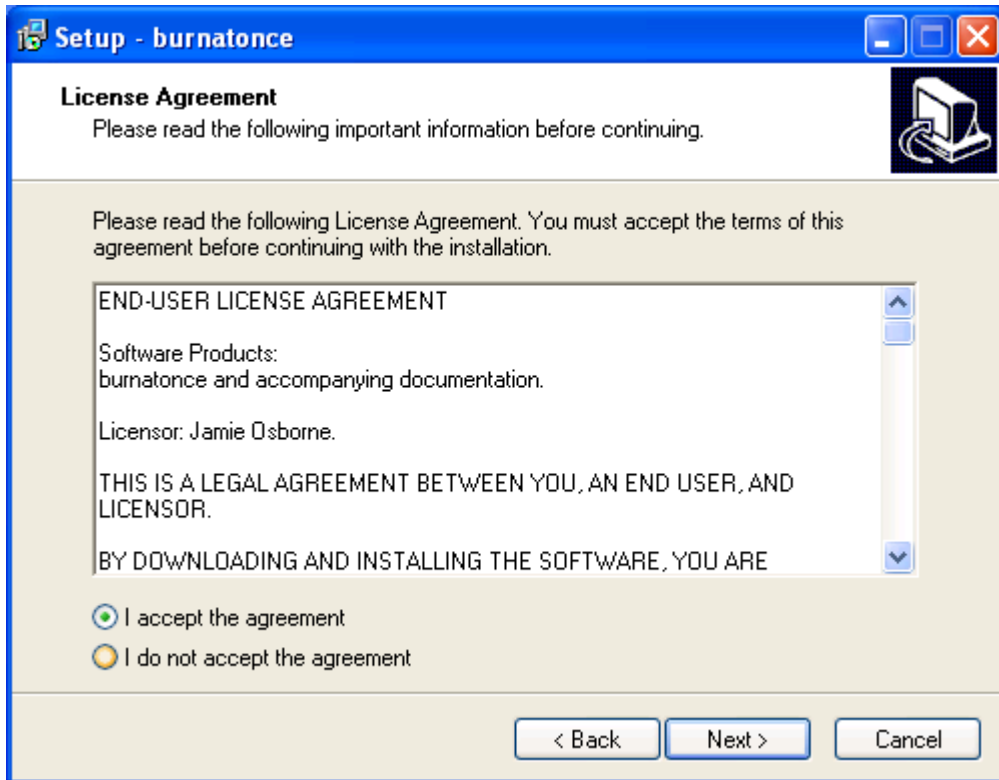 Setup - burnatonce
License Agreement
Please read the following important information before continuing.
Please read the following License Agreement. You must accept the terms of this
agreement before continuing with the installation.
END-USER LICENSE AGREEMENT
Software Products:
burnatonce and accompanying documentation.
Licensor: Jamie Osborne.
THIS IS A LEGAL AGREEMENT BETWEEN YOU, AN END USER, AND
LICENSOR.
BY DOWNLOADING AND INSTALLING THE SOFTWARE, YOU ARE
I accept the agreement
I do not accept the agreement
< Back Next > Cancel